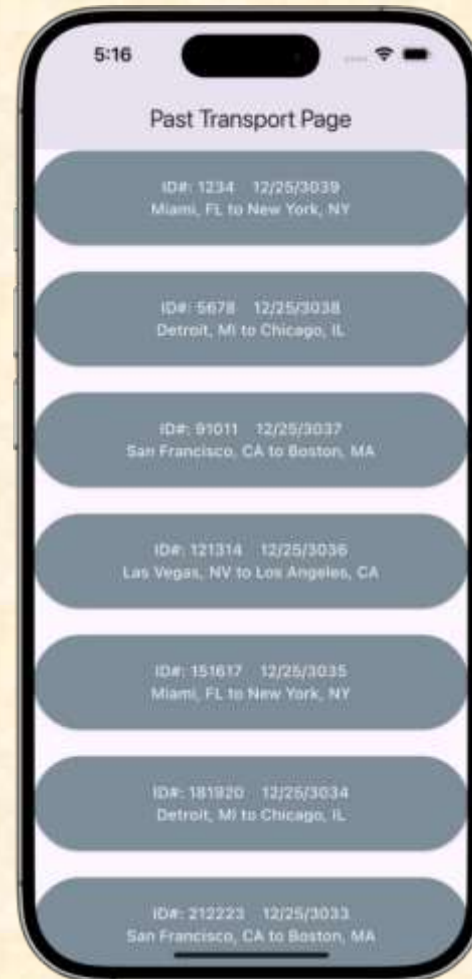 5:16
Past Transport Page
ID#: 1234 12/25/3039
Miami, FL to New York, NY
ID#: 5678 12/25/3038
Detroit, MI to Chicago, IL
ID#: 91011 12/25/3037
San Francisco, CA to Boston, MA
ID#: 121314 12/25/3036
Las Vegas, NV to Los Angeles, CA
ID#: 151617 12/25/3035
Miami, FL to New York, NY
ID#: 181920 12/25/3034
Detroit, MI to Chicago, IL
ID#: 212223 12/25/3033
San Francisco, CA to Boston, MA